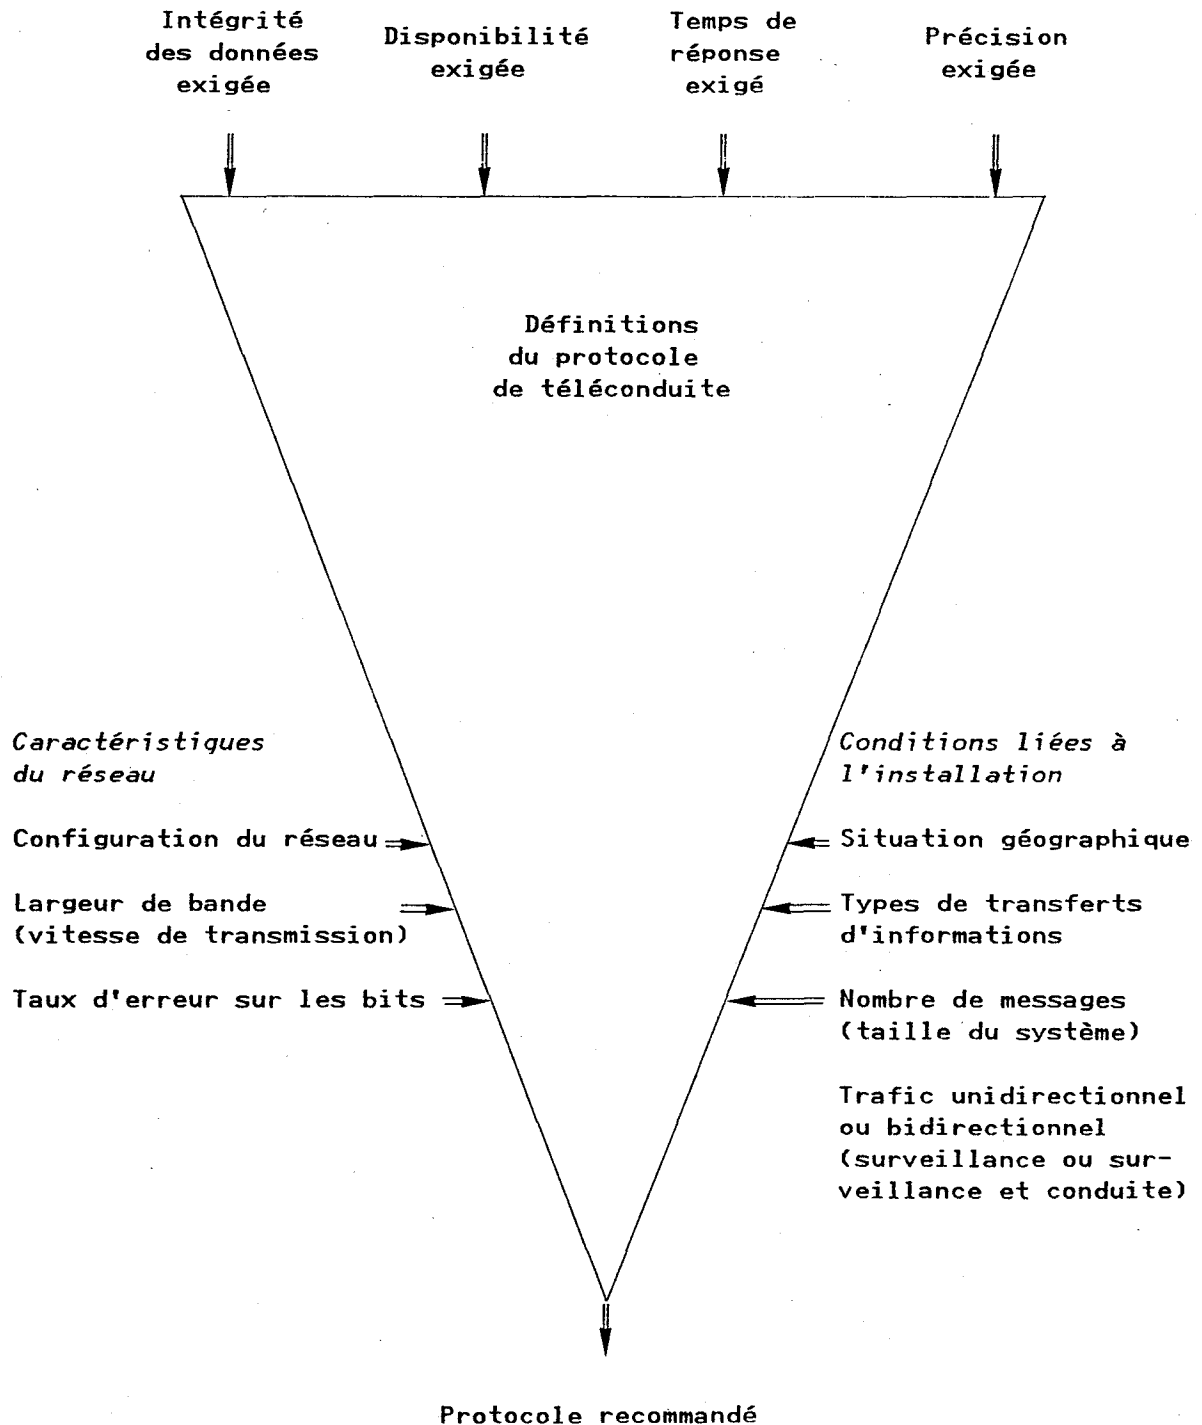 Intégrité
des données
exigée
Disponibilité
exigée
Temps de
réponse
exigé
Précision
exigée
Définitions
du protocole
de téléconduite
Caractéristiques
du réseau
Configuration du réseau
Largeur de bande
(vitesse de transmission)
Taux d'erreur sur les bits
Conditions liées à
l'installation
Situation géographique
Types de transferts
d'informations
Nombre de messages
(taille du système)
Trafic unidirectionnel
ou bidirectionnel
(surveillance ou sur-
veillance et conduite)
Protocole recommandé